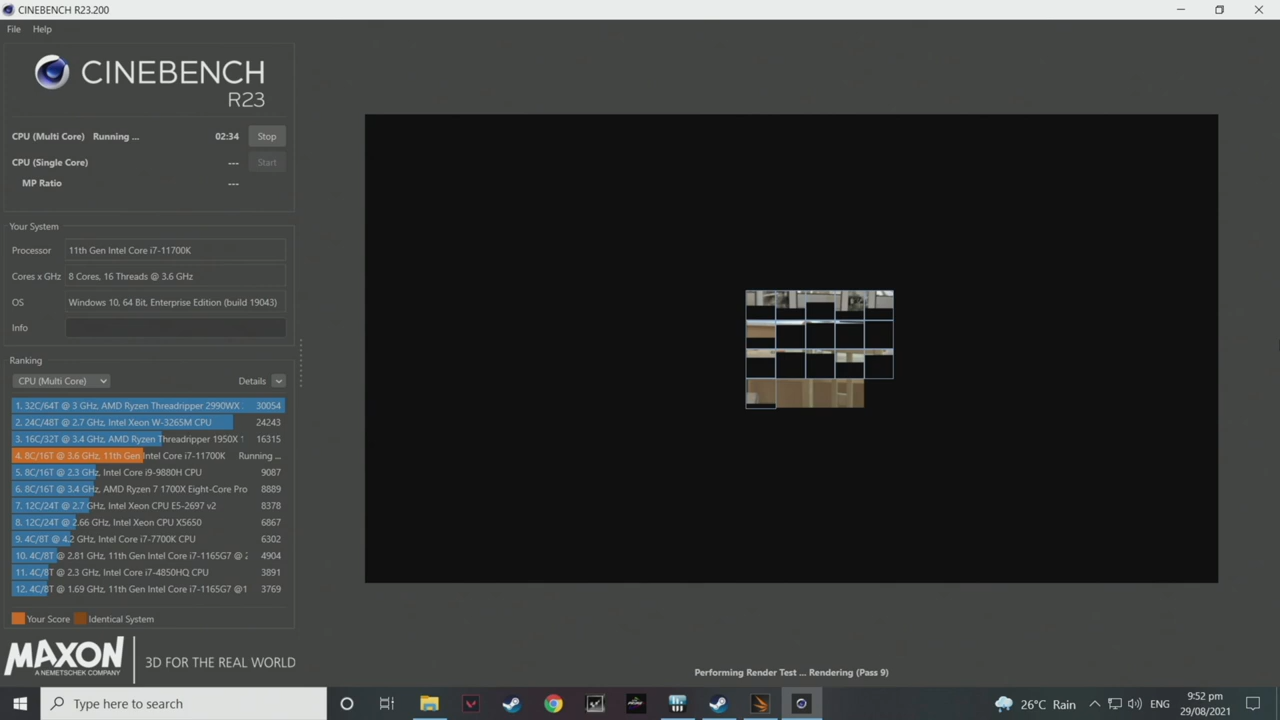 CINEBENCH R23.200
File Help
CINEBENCH
R23
CPU (Multi Core) Running ... 02:34 Stop
CPU (Single Core) --- Start
MP Ratio ---
Your System
Processor 11th Gen Intel Core i7-11700K
Cores x GHz 8 Cores, 16 Threads @ 3.6 GHz
OS Windows 10, 64 Bit, Enterprise Edition (build 19043)
Info
Ranking
CPU (Multi Core) Details
1. 32C/64T @ 3 GHz, AMD Ryzen Threadripper 2990WX 30054
2. 24C/48T @ 2.7 GHz, Intel Xeon W-3265M CPU 24243
3. 16C/32T @ 3.4 GHz, AMD Ryzen Threadripper 1950X 16315
4. 8C/16T @ 3.6 GHz, 11th Gen Intel Core i7-11700K Running ...
5. 8C/16T @ 2.3 GHz, Intel Core i9-9880H CPU 9087
6. 8C/16T @ 3.4 GHz, AMD Ryzen 7 1700X Eight-Core Pro 8889
7. 12C/24T @ 2.7 GHz, Intel Xeon CPU E5-2697 v2 8378
8. 12C/24T @ 2.66 GHz, Intel Xeon CPU X5650 6867
9. 4C/8T @ 4.2 GHz, Intel Core i7-7700K CPU 6302
10. 4C/8T @ 2.81 GHz, 11th Gen Intel Core i7-1165G7 @ 4904
11. 4C/8T @ 2.3 GHz, Intel Core i7-4850HQ CPU 3891
12. 4C/8T @ 1.69 GHz, 11th Gen Intel Core i7-1165G7 @1 3769
Your Score Identical System
MAXON
A NEMETSCHEK COMPANY
3D FOR THE REAL WORLD
Performing Render Test ... Rendering (Pass 9)
Type here to search
26°C Rain
ENG
9:52 pm
29/08/2021